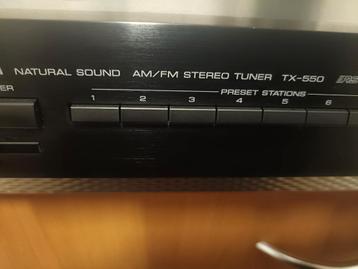 NATURAL SOUND AM/FM STEREO TUNER TX-550
PRESET STATIONS
1 2 3 4 5 6